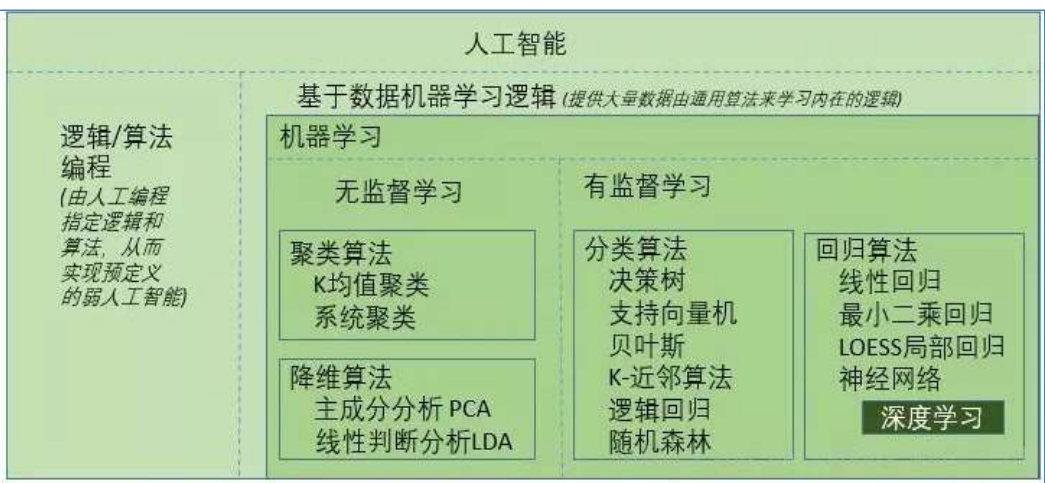 人工智能
基于数据机器学习逻辑 (提供大量数据由通用算法来学习内在的逻辑)
逻辑/算法
编程
(由人工编程
指定逻辑和
算法，从而
实现预定义
的弱人工智能)
机器学习
无监督学习
聚类算法
K均值聚类
系统聚类
降维算法
主成分分析 PCA
线性判断分析LDA
有监督学习
分类算法
决策树
支持向量机
贝叶斯
K-近邻算法
逻辑回归
随机森林
回归算法
线性回归
最小二乘回归
LOESS局部回归
神经网络
深度学习